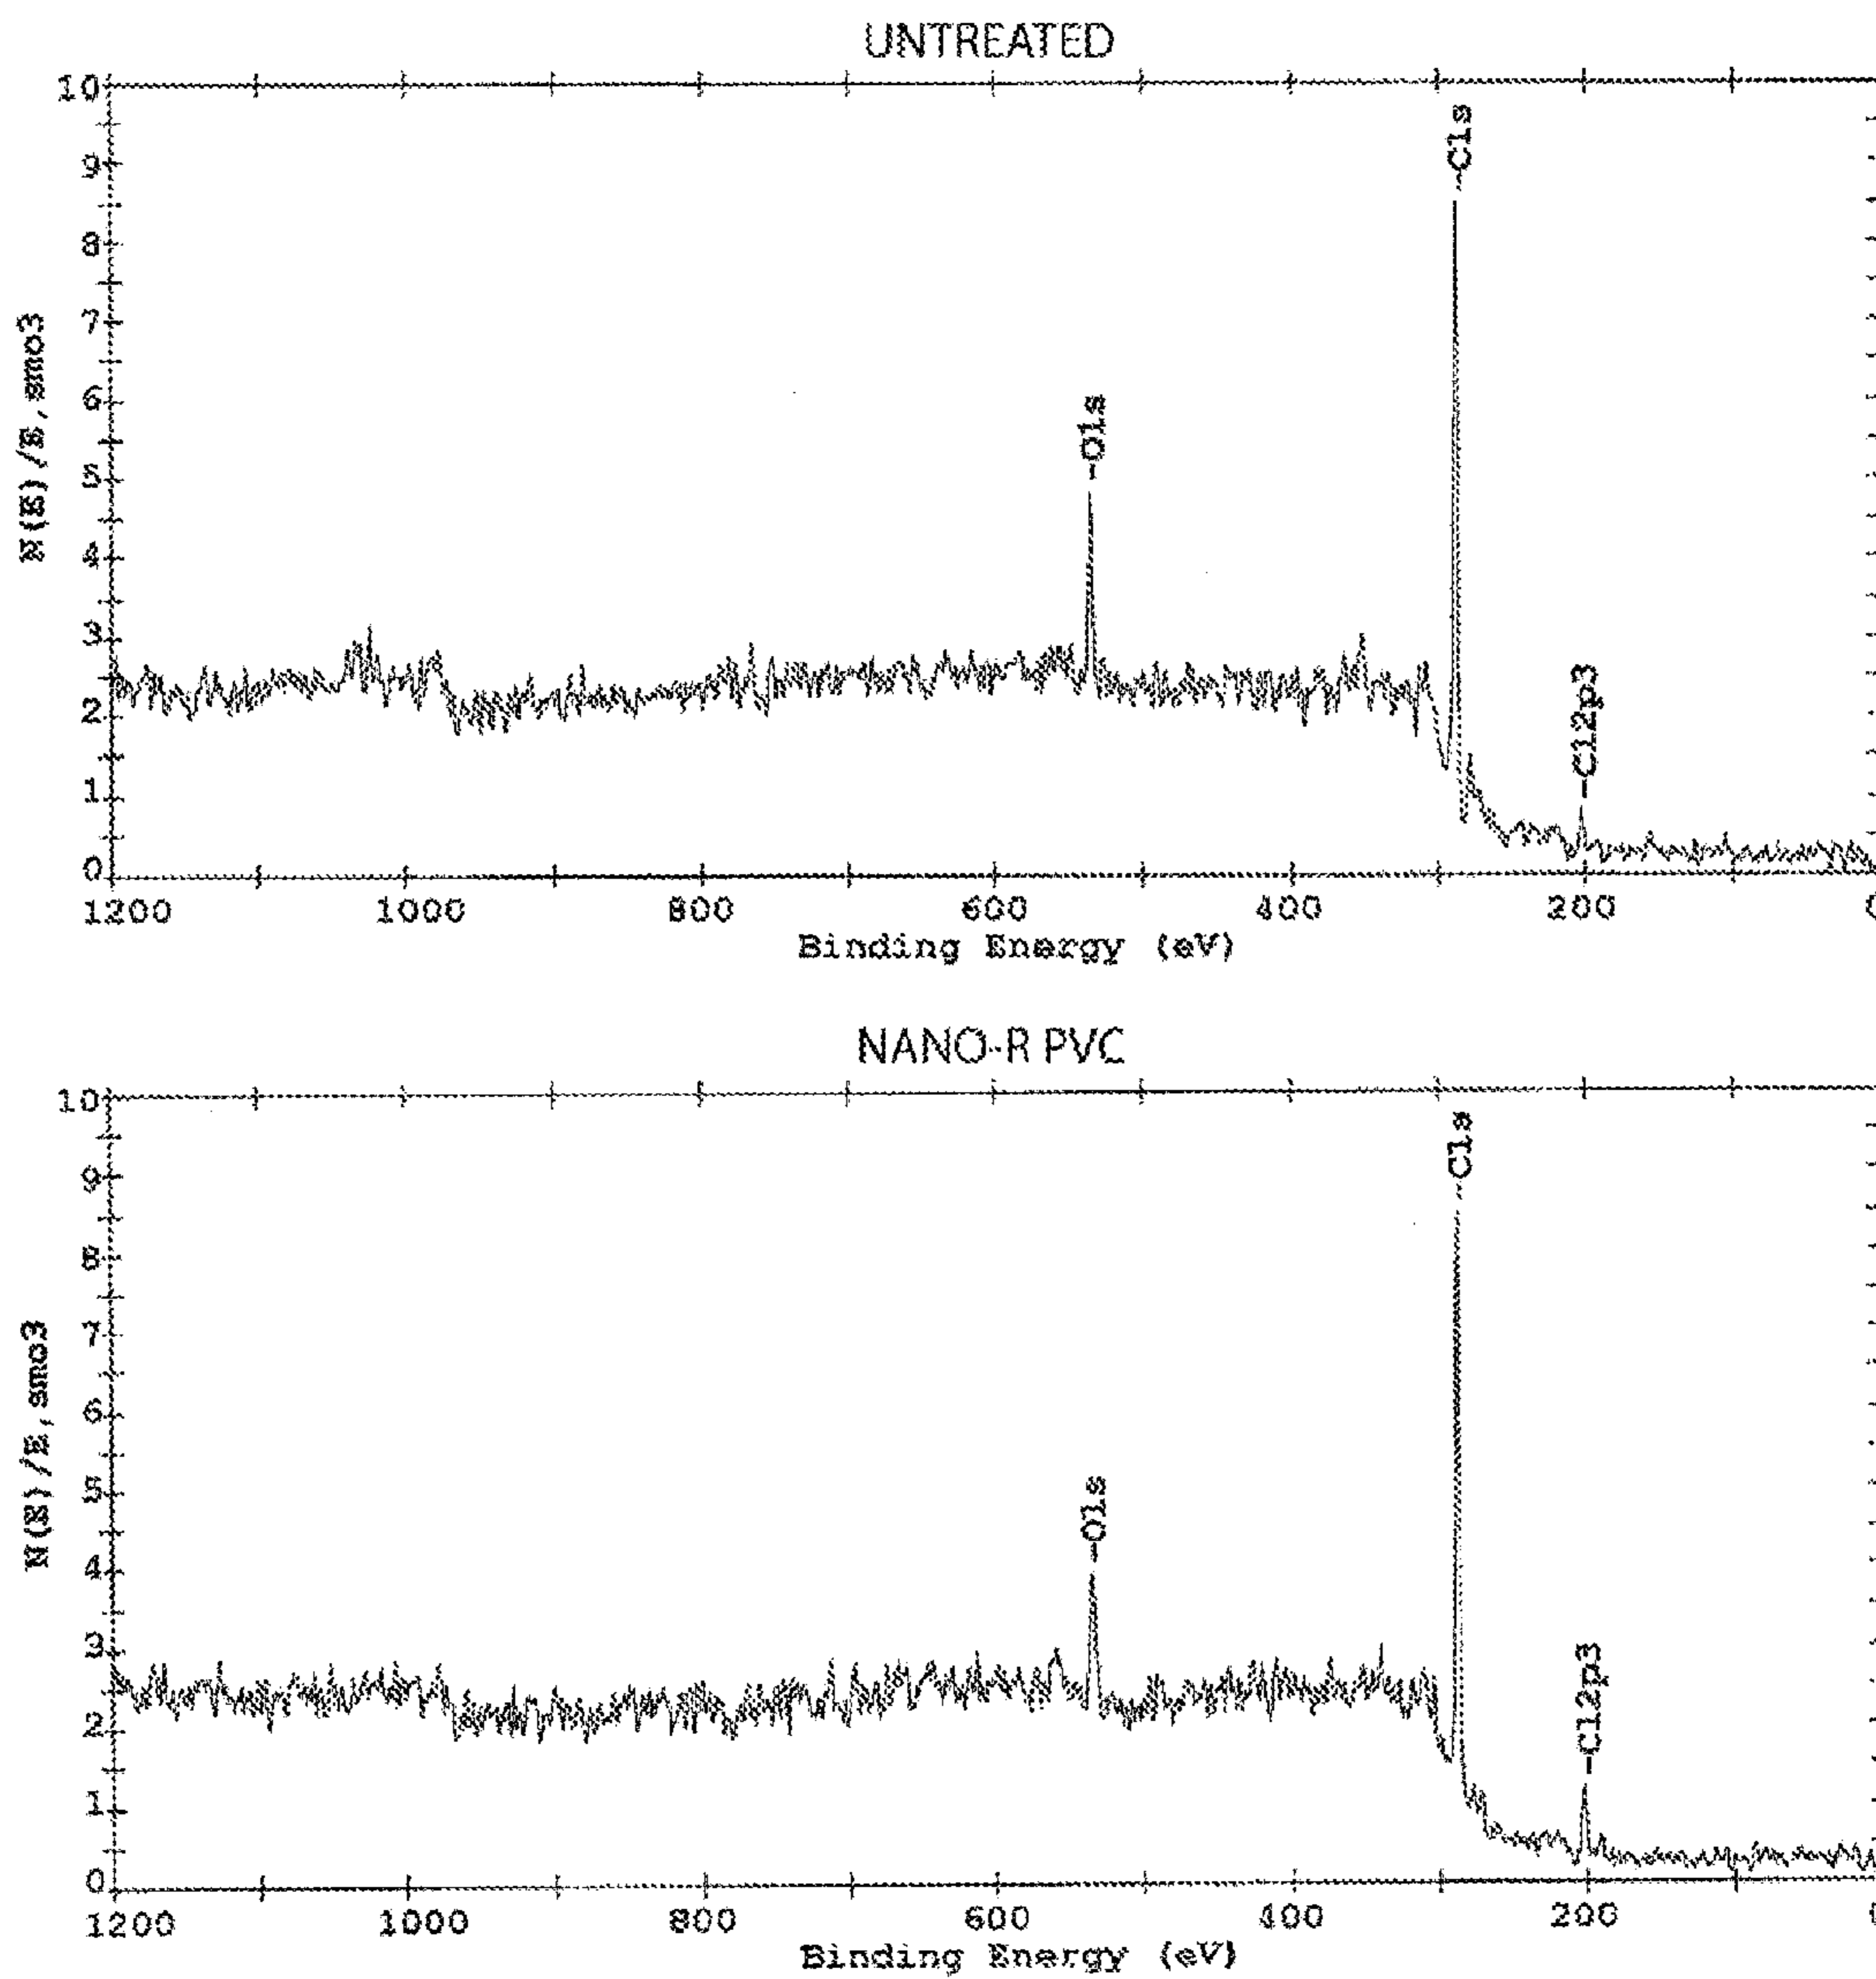 UNTREATED
10
9
8
7
6
5
4
3
2
1
0
N(E)/E, smo3
C1s
O1s
Cl2p3
1200 1000 800 600 400 200 0
Binding Energy (eV)
NANO-R PVC
10
9
8
7
6
5
4
3
2
1
0
N(E)/E, smo3
C1s
O1s
Cl2p3
1200 1000 800 600 400 200 0
Binding Energy (eV)